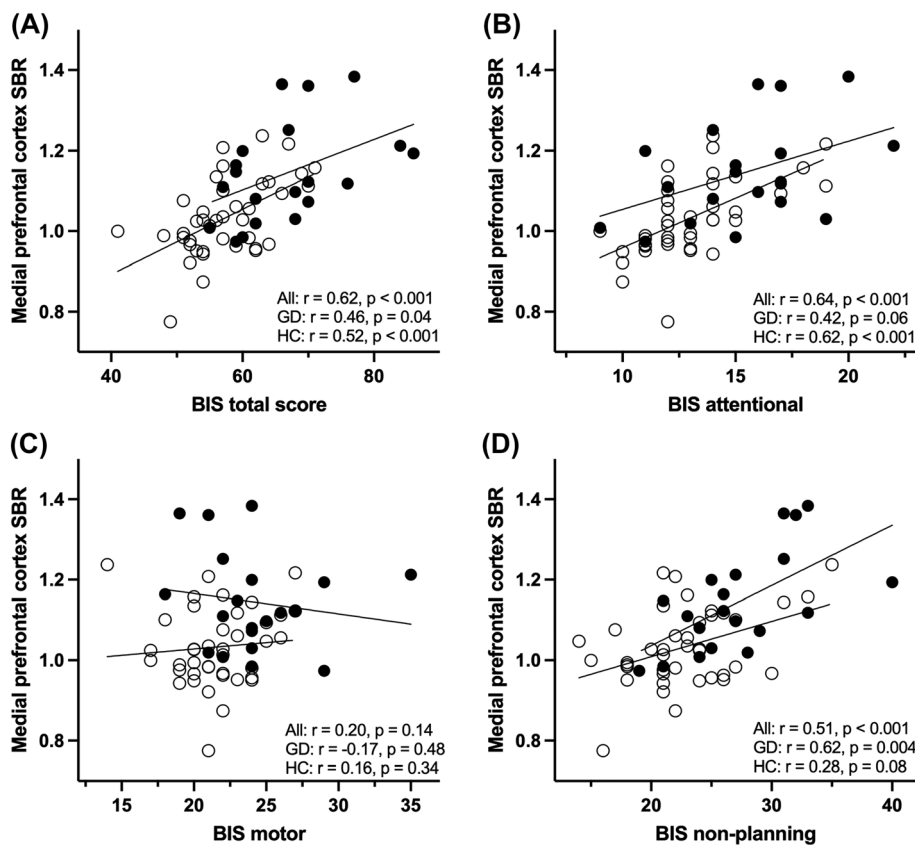 (A)
Medial prefrontal cortex SBR
1.4
1.2
1.0
0.8
All: r = 0.62, p < 0.001
GD: r = 0.46, p = 0.04
HC: r = 0.52, p < 0.001
40 60 80
BIS total score
(B)
Medial prefrontal cortex SBR
1.4
1.2
1.0
0.8
All: r = 0.64, p < 0.001
GD: r = 0.42, p = 0.06
HC: r = 0.62, p < 0.001
10 15 20
BIS attentional
(C)
Medial prefrontal cortex SBR
1.4
1.2
1.0
0.8
All: r = 0.20, p = 0.14
GD: r = -0.17, p = 0.48
HC: r = 0.16, p = 0.34
15 20 25 30 35
BIS motor
(D)
Medial prefrontal cortex SBR
1.4
1.2
1.0
0.8
All: r = 0.51, p < 0.001
GD: r = 0.62, p = 0.004
HC: r = 0.28, p = 0.08
20 30 40
BIS non-planning